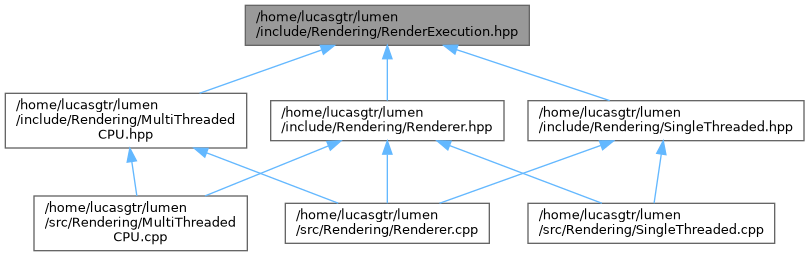 /home/lucasgtr/lumen
/include/Rendering/RenderExecution.hpp
/home/lucasgtr/lumen
/include/Rendering/MultiThreaded
CPU.hpp
/home/lucasgtr/lumen
/include/Rendering/Renderer.hpp
/home/lucasgtr/lumen
/include/Rendering/SingleThreaded.hpp
/home/lucasgtr/lumen
/src/Rendering/MultiThreaded
CPU.cpp
/home/lucasgtr/lumen
/src/Rendering/Renderer.cpp
/home/lucasgtr/lumen
/src/Rendering/SingleThreaded.cpp